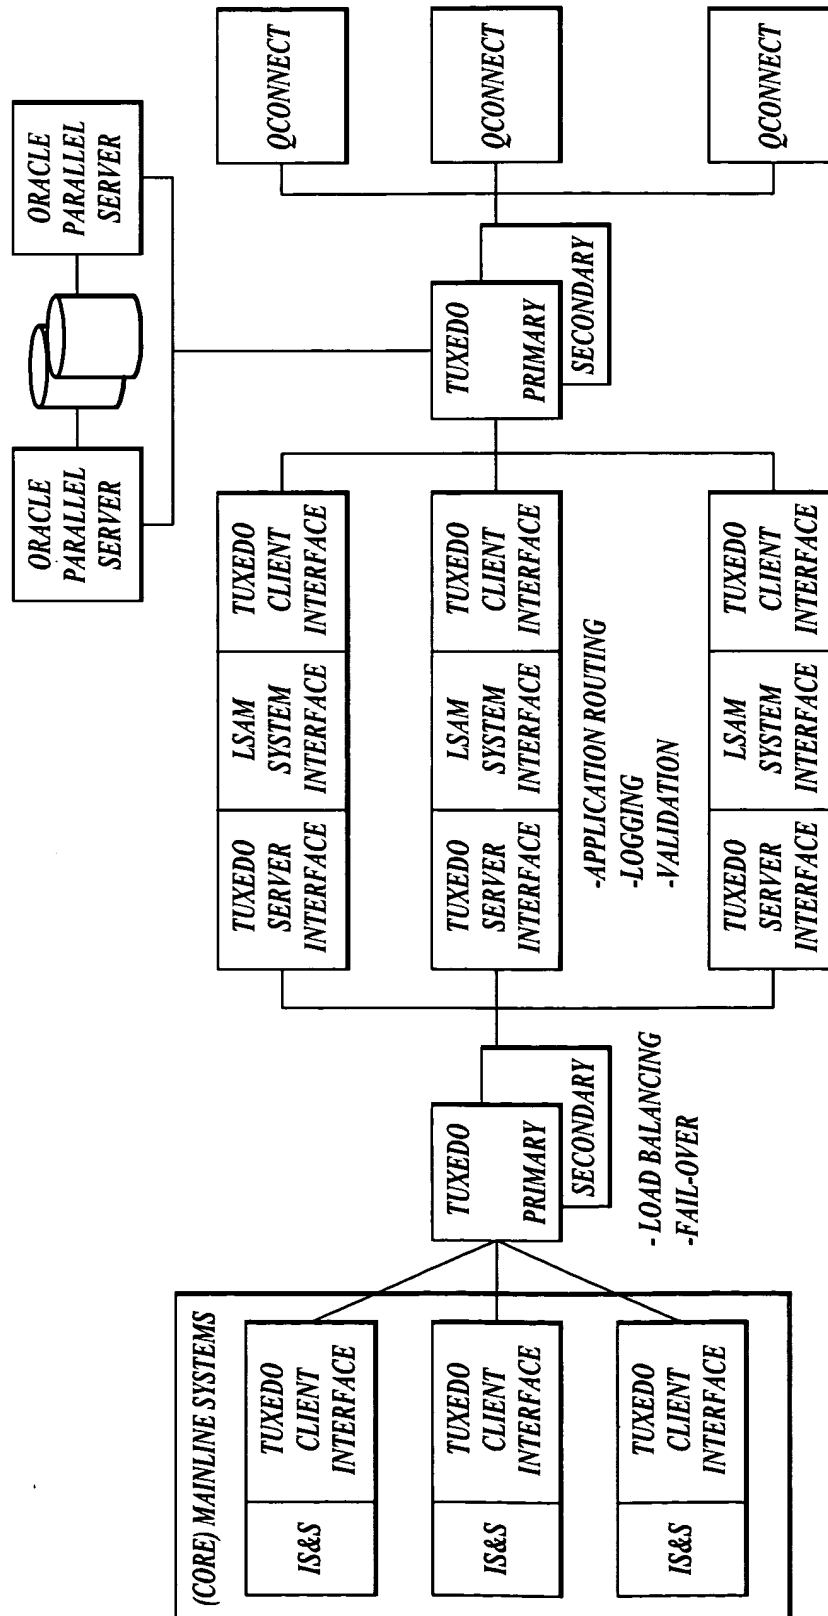 (CORE) MAINLINE SYSTEMS
IS&S
TUXEDO
CLIENT
INTERFACE
IS&S
TUXEDO
CLIENT
INTERFACE
IS&S
TUXEDO
CLIENT
INTERFACE
TUXEDO
PRIMARY
SECONDARY
- LOAD BALANCING
-FAIL-OVER
TUXEDO
SERVER
INTERFACE
LSAM
SYSTEM
INTERFACE
TUXEDO
CLIENT
INTERFACE
TUXEDO
SERVER
INTERFACE
LSAM
SYSTEM
INTERFACE
TUXEDO
CLIENT
INTERFACE
-APPLICATION ROUTING
-LOGGING
-VALIDATION
TUXEDO
SERVER
INTERFACE
LSAM
SYSTEM
INTERFACE
TUXEDO
CLIENT
INTERFACE
ORACLE
PARALLEL
SERVER
ORACLE
PARALLEL
SERVER
TUXEDO
PRIMARY
SECONDARY
QCONNECT
QCONNECT
QCONNECT